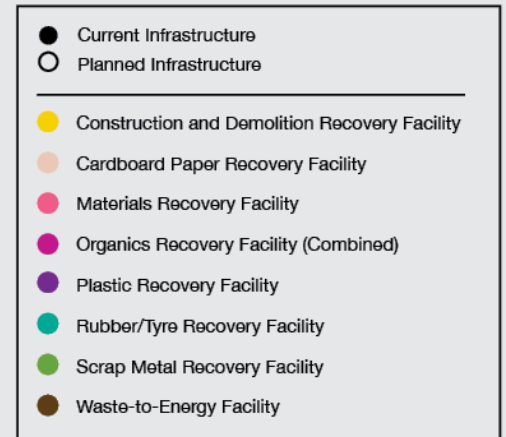 Current Infrastructure
Planned Infrastructure
Construction and Demolition Recovery Facility
Cardboard Paper Recovery Facility
Materials Recovery Facility
Organics Recovery Facility (Combined)
Plastic Recovery Facility
Rubber/Tyre Recovery Facility
Scrap Metal Recovery Facility
Waste-to-Energy Facility